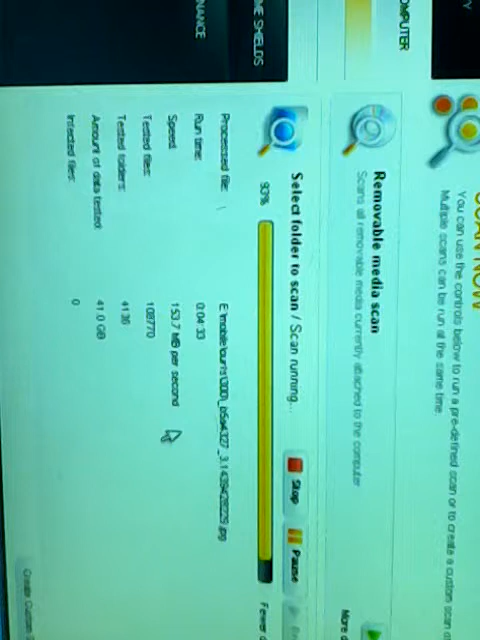 SCAN NOW
You can use the controls below to run a pre-defined scan or to create a custom scan
Multiple scans can be run at the same time.
COMPUTER
Removable media scan
Scans all removable media currently attached to the computer
More
SHIELDS
Select folder to scan / Scan running...
Stop
Pause
93%
Fewer
Processed file:
Run time: 0:04:33
Speed: 153.7 MB per second
Tested files: 108770
Tested folders: 4136
Amount of data tested: 41.0 GB
Infected files: 0
Create Custom